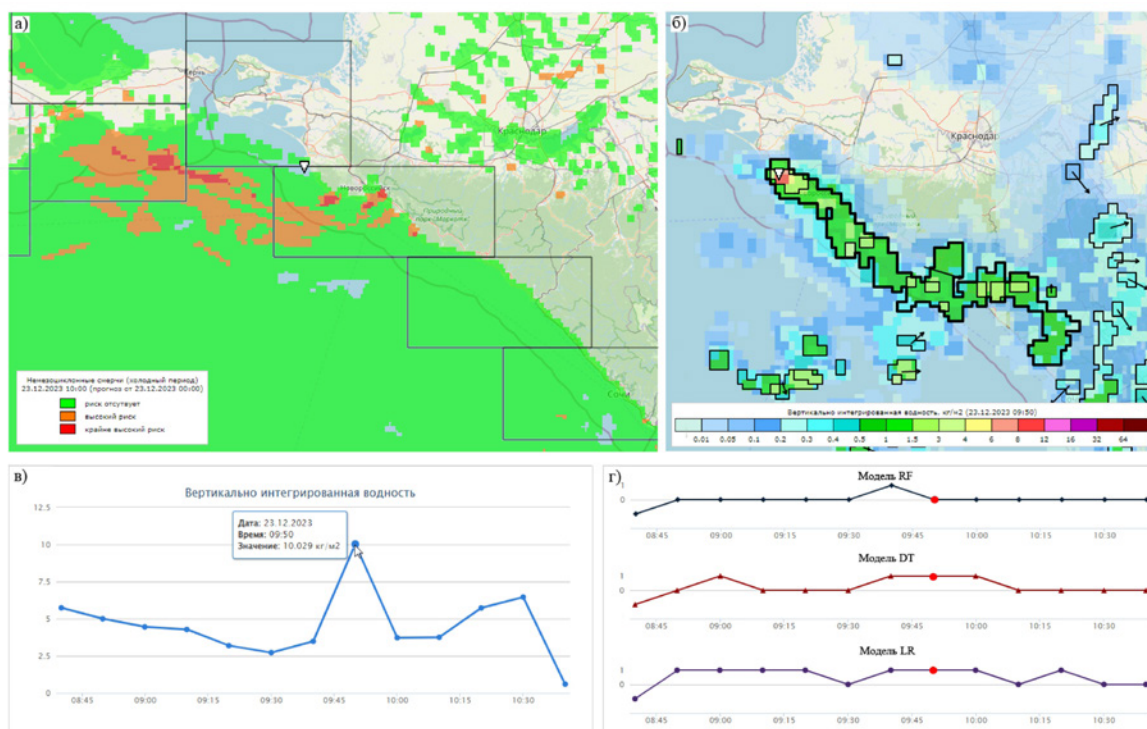 а)
Керчь
Краснодар
Новороссийск
Сочи
Немезоциклонные смерчи (холодный период)
23.12.2023 10:00 (прогноз от 23.12.2023 00:00)
риск отсутвует
высокий риск
крайне высокий риск
б)
Краснодар
Вертикально интегрированная водность, кг/м2 (23.12.2023 09:50)
0.01 0.05 0.1 0.2 0.3 0.4 0.5 1 1.5 3 4 6 8 12 16 32 64
в)
Вертикально интегрированная водность
12.5
10
7.5
5
2.5
0
Дата: 23.12.2023
Время: 09:50
Значение: 10.029 кг/м2
08:45 09:00 09:15 09:30 09:45 10:00 10:15 10:30
г)
Модель RF
1
0
08:45 09:00 09:15 09:30 09:45 10:00 10:15 10:30
Модель DT
1
0
08:45 09:00 09:15 09:30 09:45 10:00 10:15 10:30
Модель LR
1
0
08:45 09:00 09:15 09:30 09:45 10:00 10:15 10:30